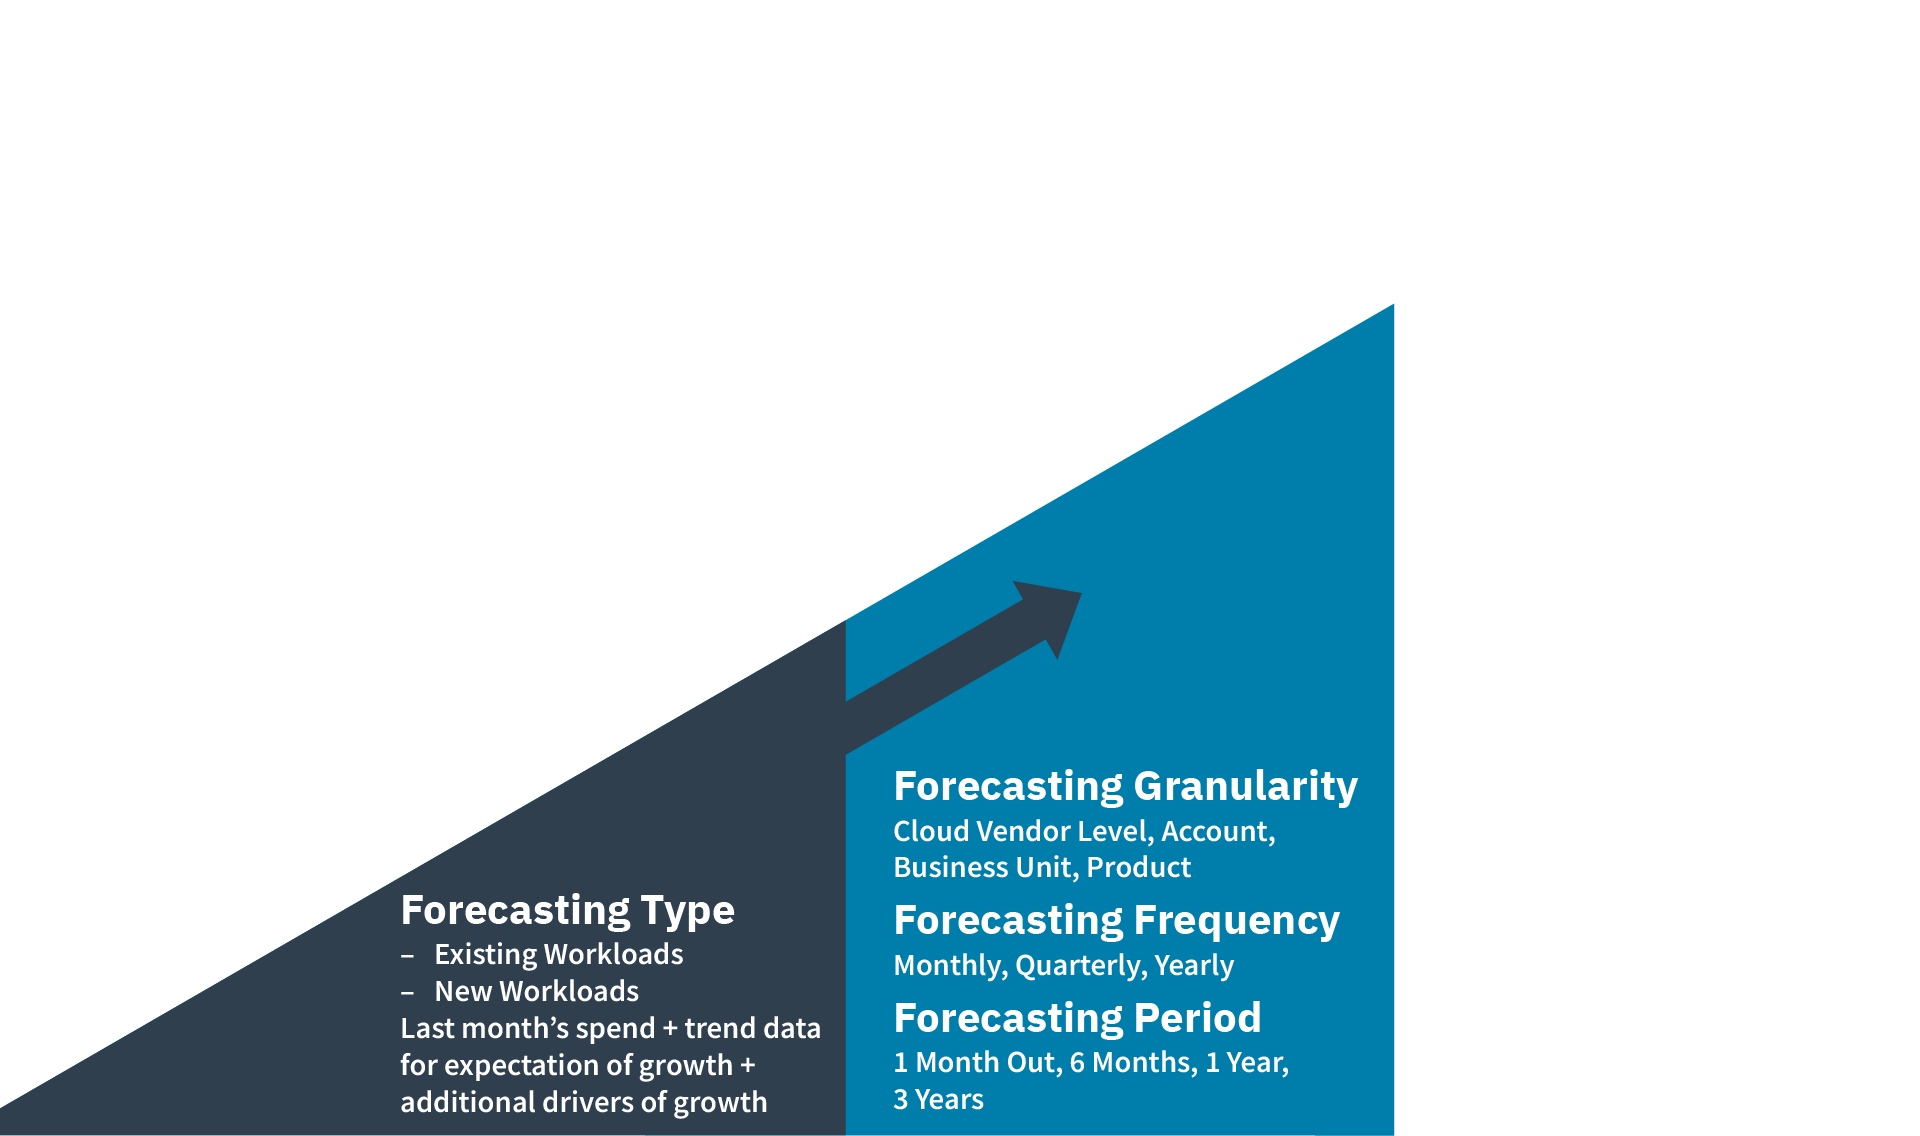 Forecasting Type
– Existing Workloads
– New Workloads
Last month’s spend + trend data
for expectation of growth +
additional drivers of growth
Forecasting Granularity
Cloud Vendor Level, Account,
Business Unit, Product
Forecasting Frequency
Monthly, Quarterly, Yearly
Forecasting Period
1 Month Out, 6 Months, 1 Year,
3 Years